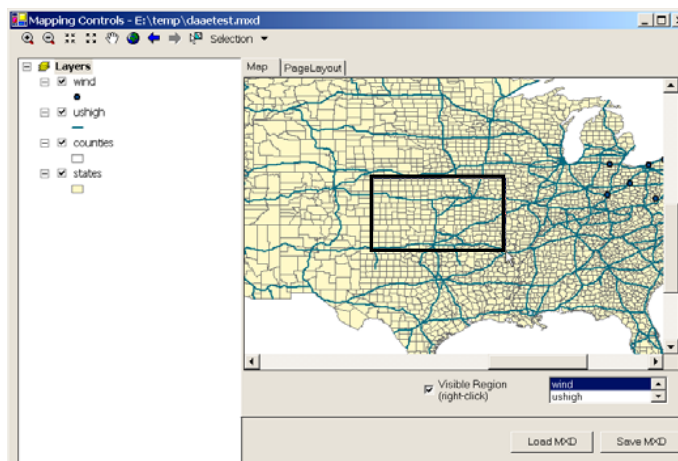 Mapping Controls - E:\temp\daaetest.mxd
Selection
Layers
wind
ushigh
counties
states
Map
PageLayout
Visible Region
(right-click)
wind
ushigh
Load MXD
Save MXD